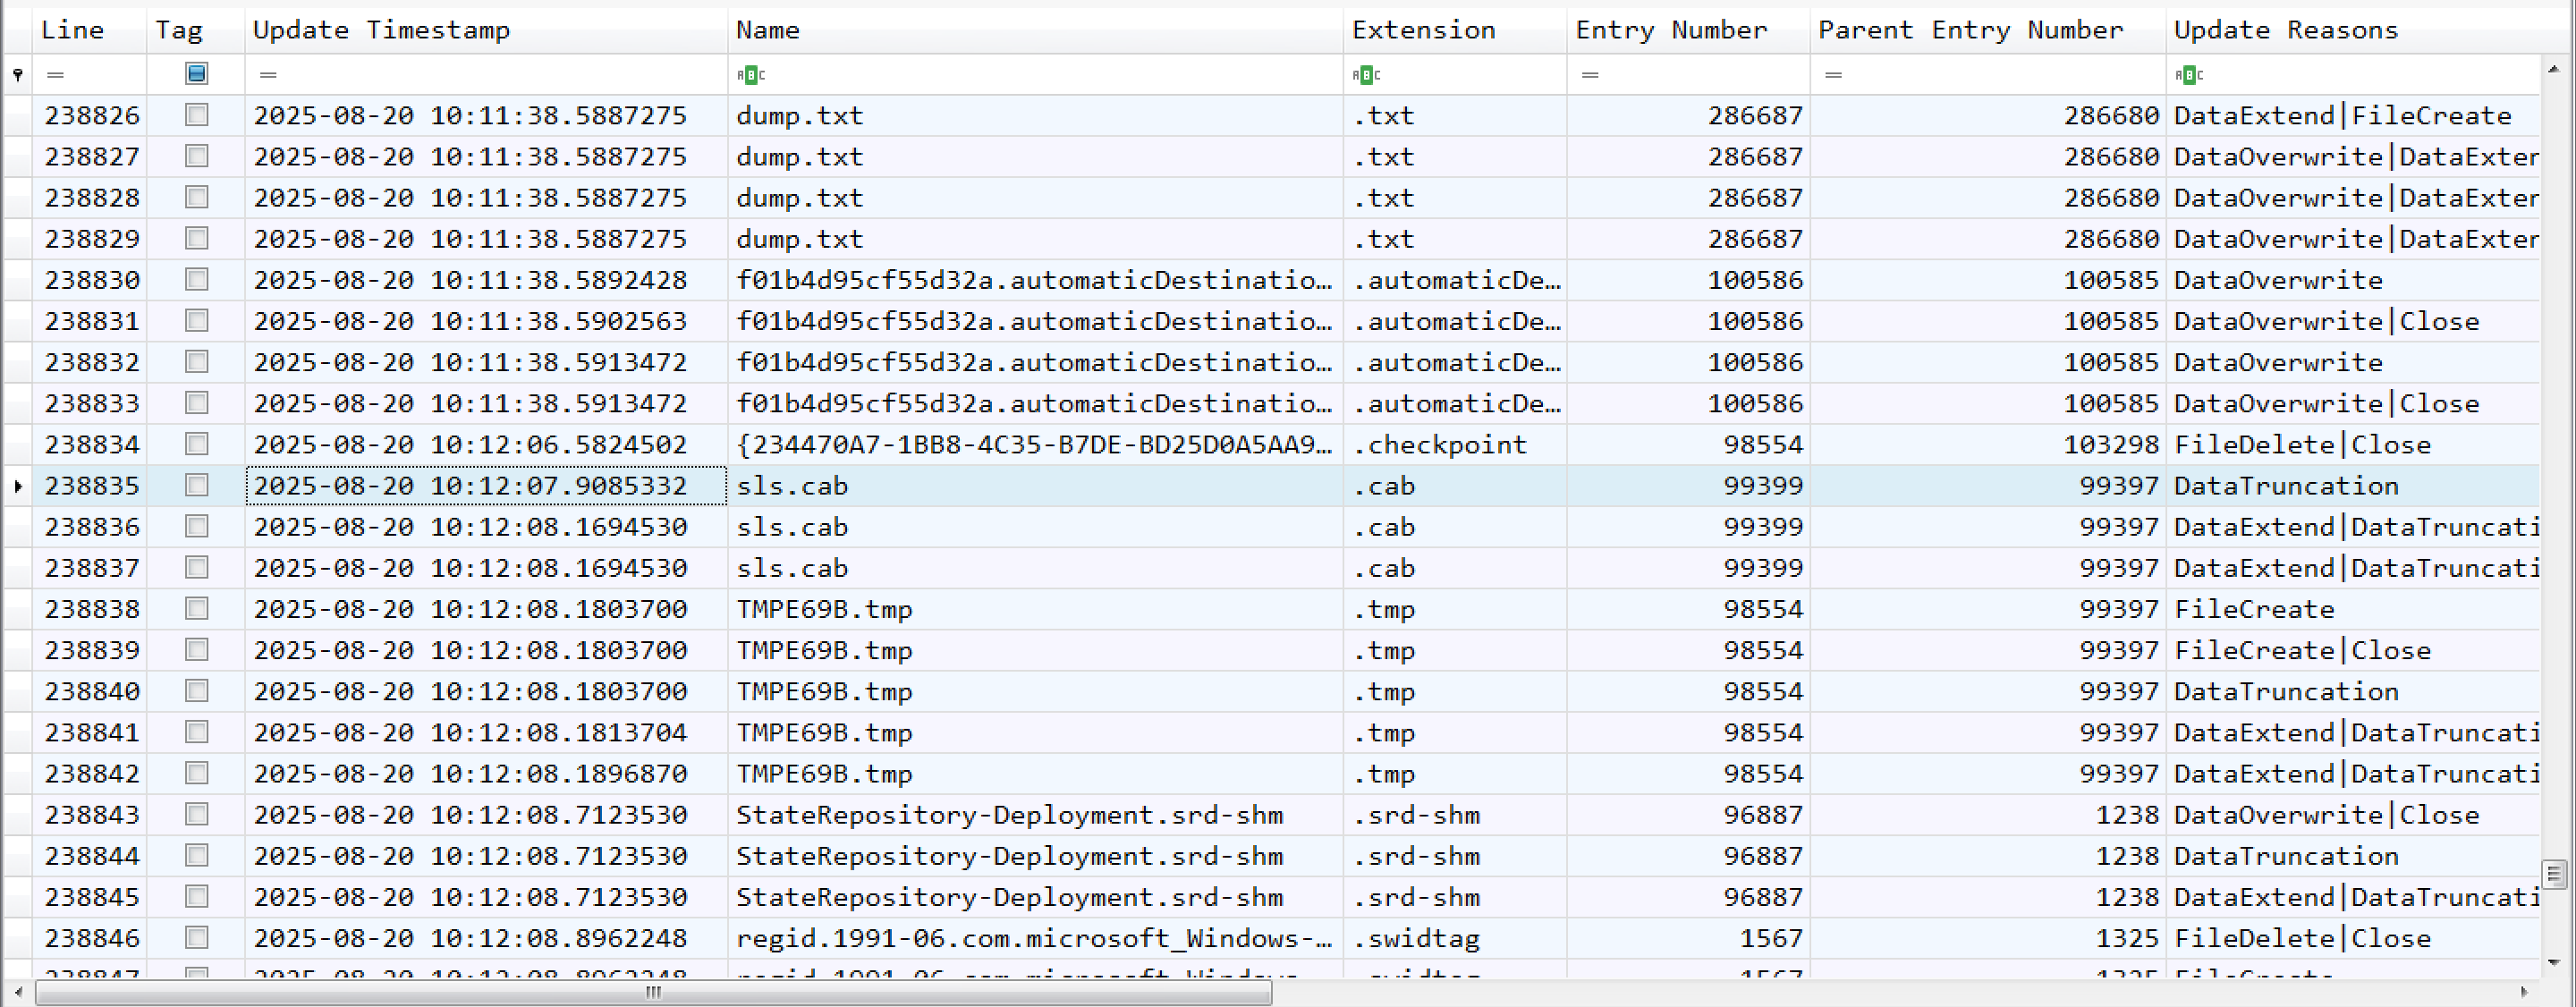 Line Tag Update Timestamp Name Extension Entry Number Parent Entry Number Update Reasons
= = ABC ABC = = ABC
238826 2025-08-20 10:11:38.5887275 dump.txt .txt 286687 286680 DataExtend|FileCreate
238827 2025-08-20 10:11:38.5887275 dump.txt .txt 286687 286680 DataOverwrite|DataExter
238828 2025-08-20 10:11:38.5887275 dump.txt .txt 286687 286680 DataOverwrite|DataExter
238829 2025-08-20 10:11:38.5887275 dump.txt .txt 286687 286680 DataOverwrite|DataExter
238830 2025-08-20 10:11:38.5892428 f01b4d95cf55d32a.automaticDestinatio… .automaticDe… 100586 100585 DataOverwrite
238831 2025-08-20 10:11:38.5902563 f01b4d95cf55d32a.automaticDestinatio… .automaticDe… 100586 100585 DataOverwrite|Close
238832 2025-08-20 10:11:38.5913472 f01b4d95cf55d32a.automaticDestinatio… .automaticDe… 100586 100585 DataOverwrite
238833 2025-08-20 10:11:38.5913472 f01b4d95cf55d32a.automaticDestinatio… .automaticDe… 100586 100585 DataOverwrite|Close
238834 2025-08-20 10:12:06.5824502 {234470A7-1BB8-4C35-B7DE-BD25D0A5AA9… .checkpoint 98554 103298 FileDelete|Close
238835 2025-08-20 10:12:07.9085332 sls.cab .cab 99399 99397 DataTruncation
238836 2025-08-20 10:12:08.1694530 sls.cab .cab 99399 99397 DataExtend|DataTruncati
238837 2025-08-20 10:12:08.1694530 sls.cab .cab 99399 99397 DataExtend|DataTruncati
238838 2025-08-20 10:12:08.1803700 TMPE69B.tmp .tmp 98554 99397 FileCreate
238839 2025-08-20 10:12:08.1803700 TMPE69B.tmp .tmp 98554 99397 FileCreate|Close
238840 2025-08-20 10:12:08.1803700 TMPE69B.tmp .tmp 98554 99397 DataTruncation
238841 2025-08-20 10:12:08.1813704 TMPE69B.tmp .tmp 98554 99397 DataExtend|DataTruncati
238842 2025-08-20 10:12:08.1896870 TMPE69B.tmp .tmp 98554 99397 DataExtend|DataTruncati
238843 2025-08-20 10:12:08.7123530 StateRepository-Deployment.srd-shm .srd-shm 96887 1238 DataOverwrite|Close
238844 2025-08-20 10:12:08.7123530 StateRepository-Deployment.srd-shm .srd-shm 96887 1238 DataTruncation
238845 2025-08-20 10:12:08.7123530 StateRepository-Deployment.srd-shm .srd-shm 96887 1238 DataExtend|DataTruncati
238846 2025-08-20 10:12:08.8962248 regid.1991-06.com.microsoft_Windows-… .swidtag 1567 1325 FileDelete|Close